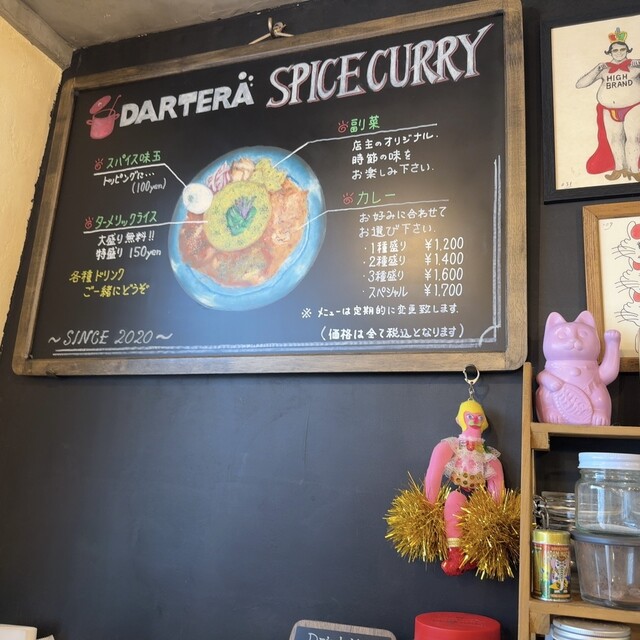 DARTERA SPICE CURRY
スパイス味玉
トッピングに…
(100yen)
ターメリックライス
大盛り無料!!
特盛り 150yen
各種ドリンク
ご一緒にどうぞ
副菜
店主のオリジナル.
時節の味を
お楽しみ下さい.
カレー
お好みに合わせて
お選び下さい.
・1種盛り ¥1,200
・2種盛り ¥1,400
・3種盛り ¥1,600
・スペシャル ¥1,700
※ メニューは定期的に変更致します.
(価格は全て税込となります)
～SINCE 2020～
HIGH
BRAND